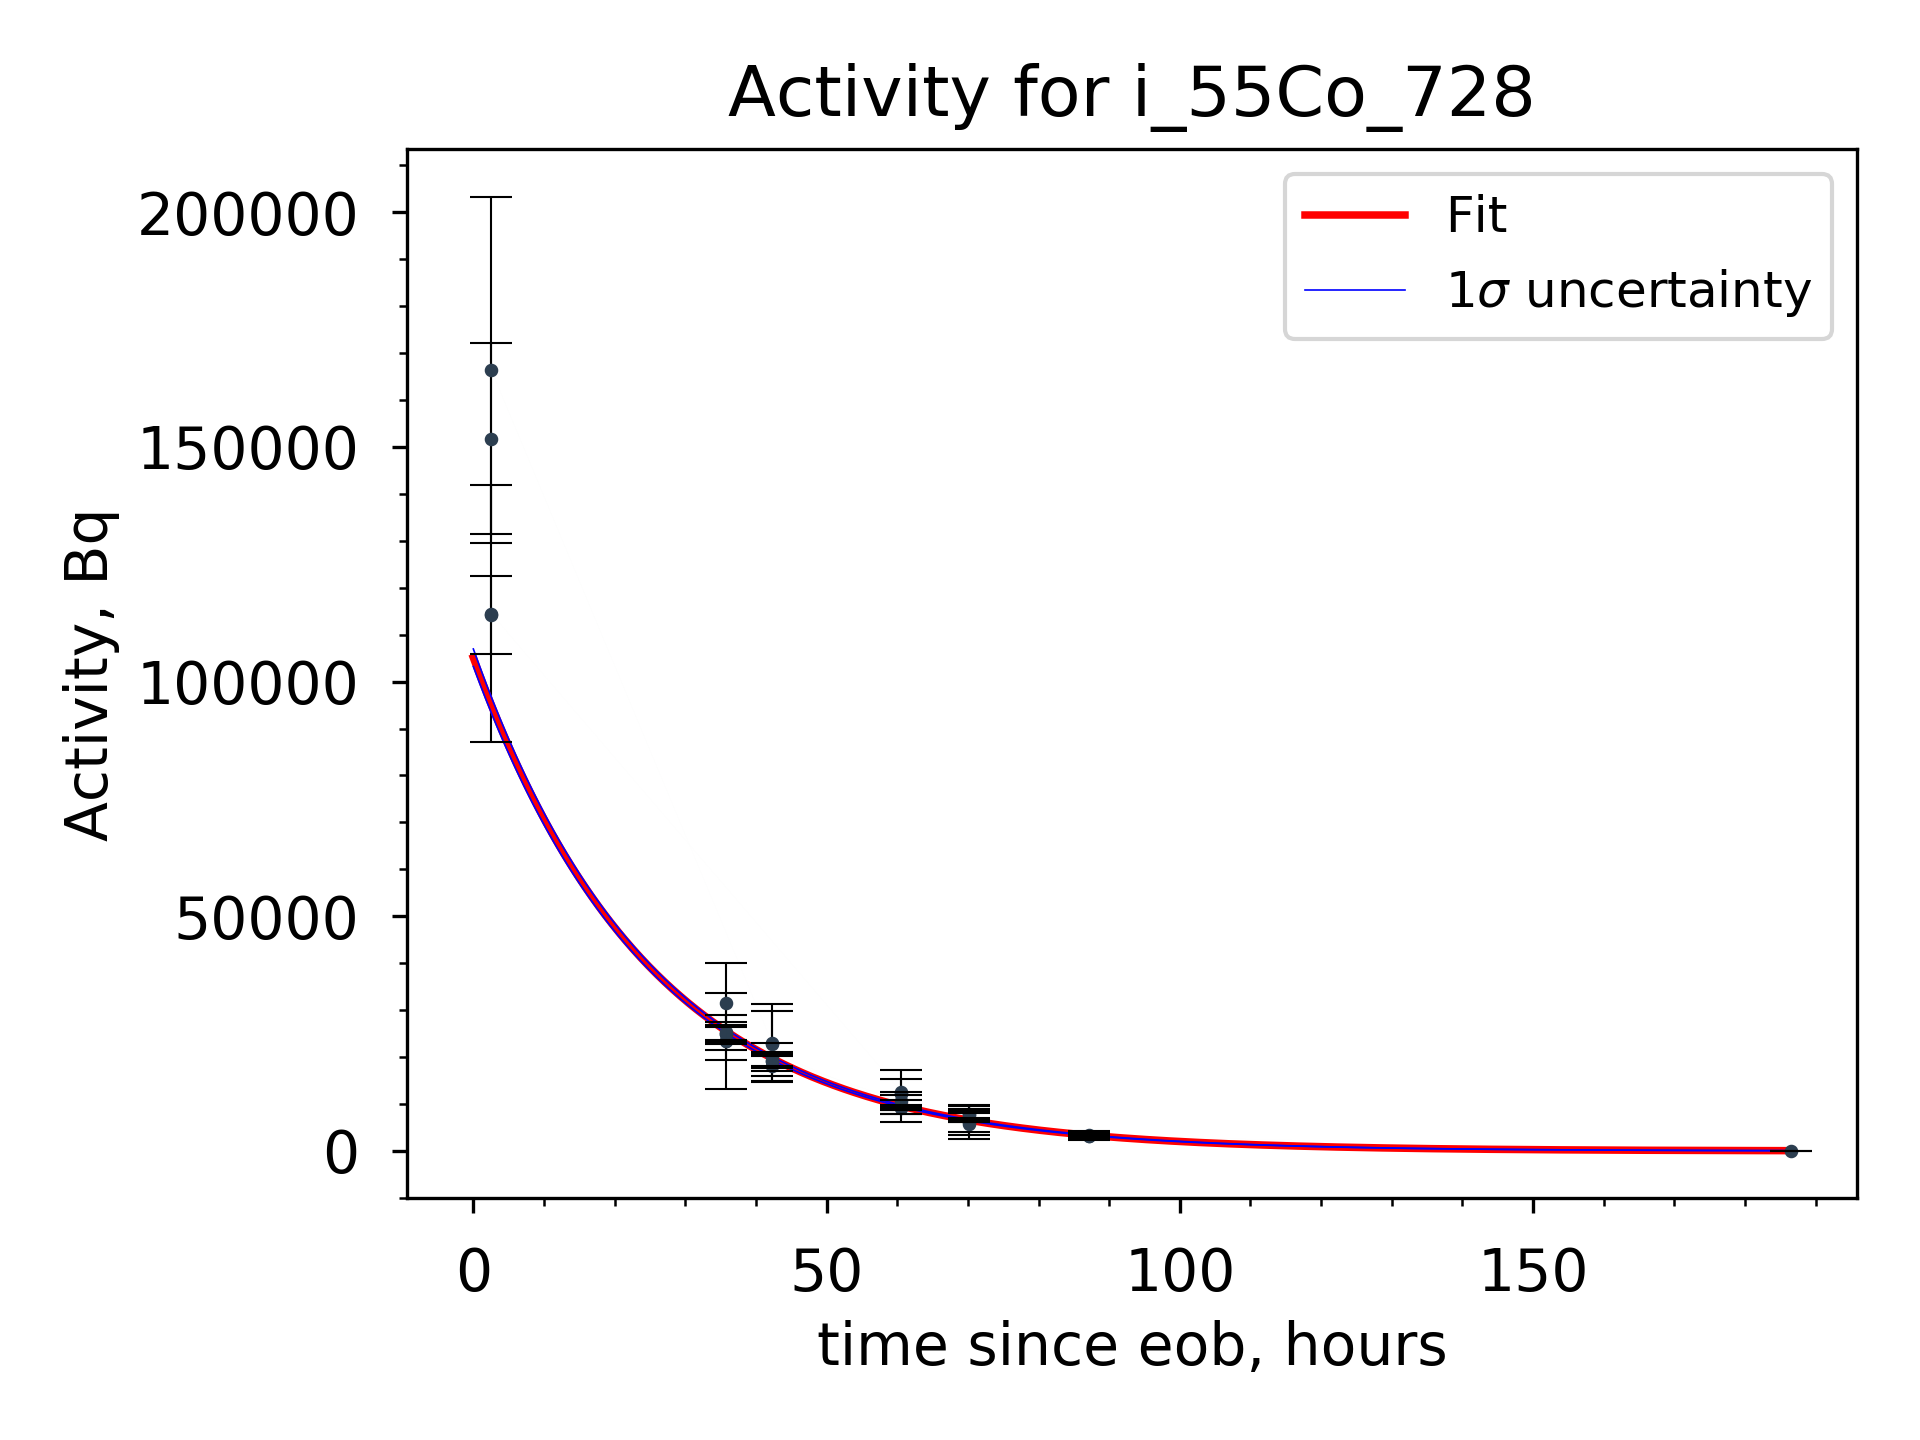 Activity for i_55Co_728
Fit
1σ uncertainty
200000
150000
100000
50000
0
Activity, Bq
0 50 100 150
time since eob, hours